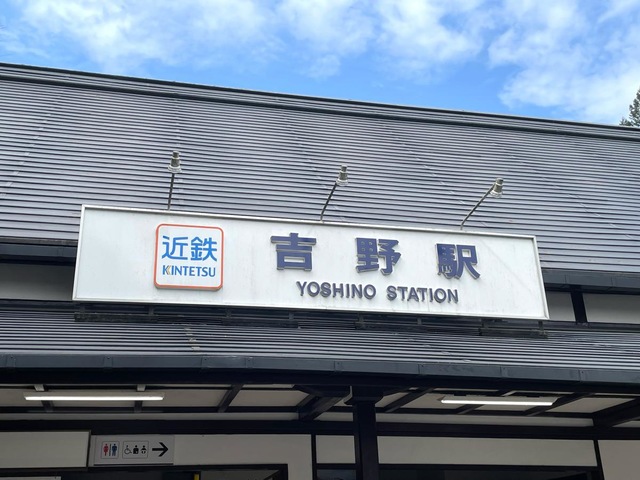 近鉄
KINTETSU
吉野駅
YOSHINO STATION